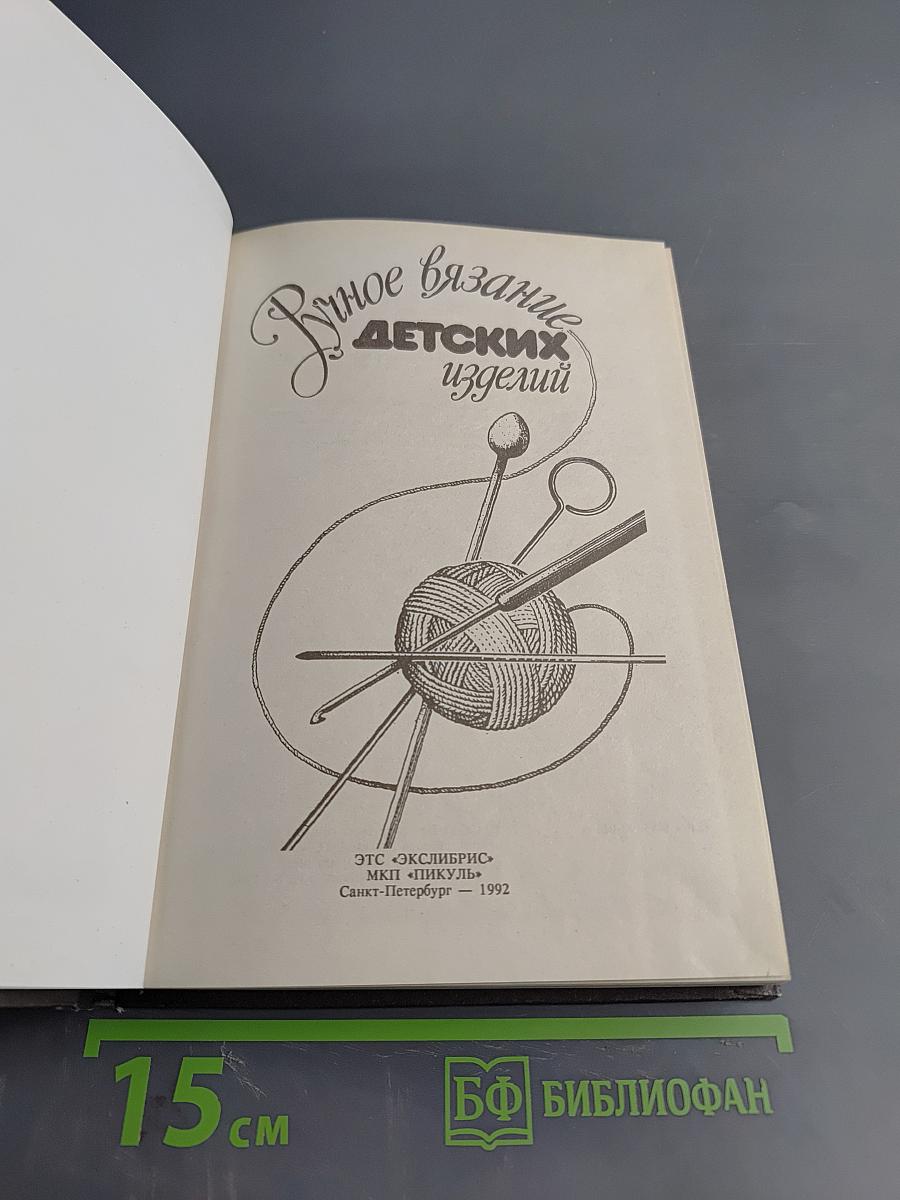 Ручное вязание
ДЕТСКИХ
изделий
ЭТС «ЭКСЛИБРИС»
МКП «ПИКУЛЬ»
Санкт-Петербург — 1992
15 см
БФ БИБЛИОФАН